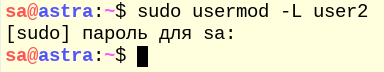 sa@astra:~$ sudo usermod -L user2
[sudo] пароль для sa:
sa@astra:~$